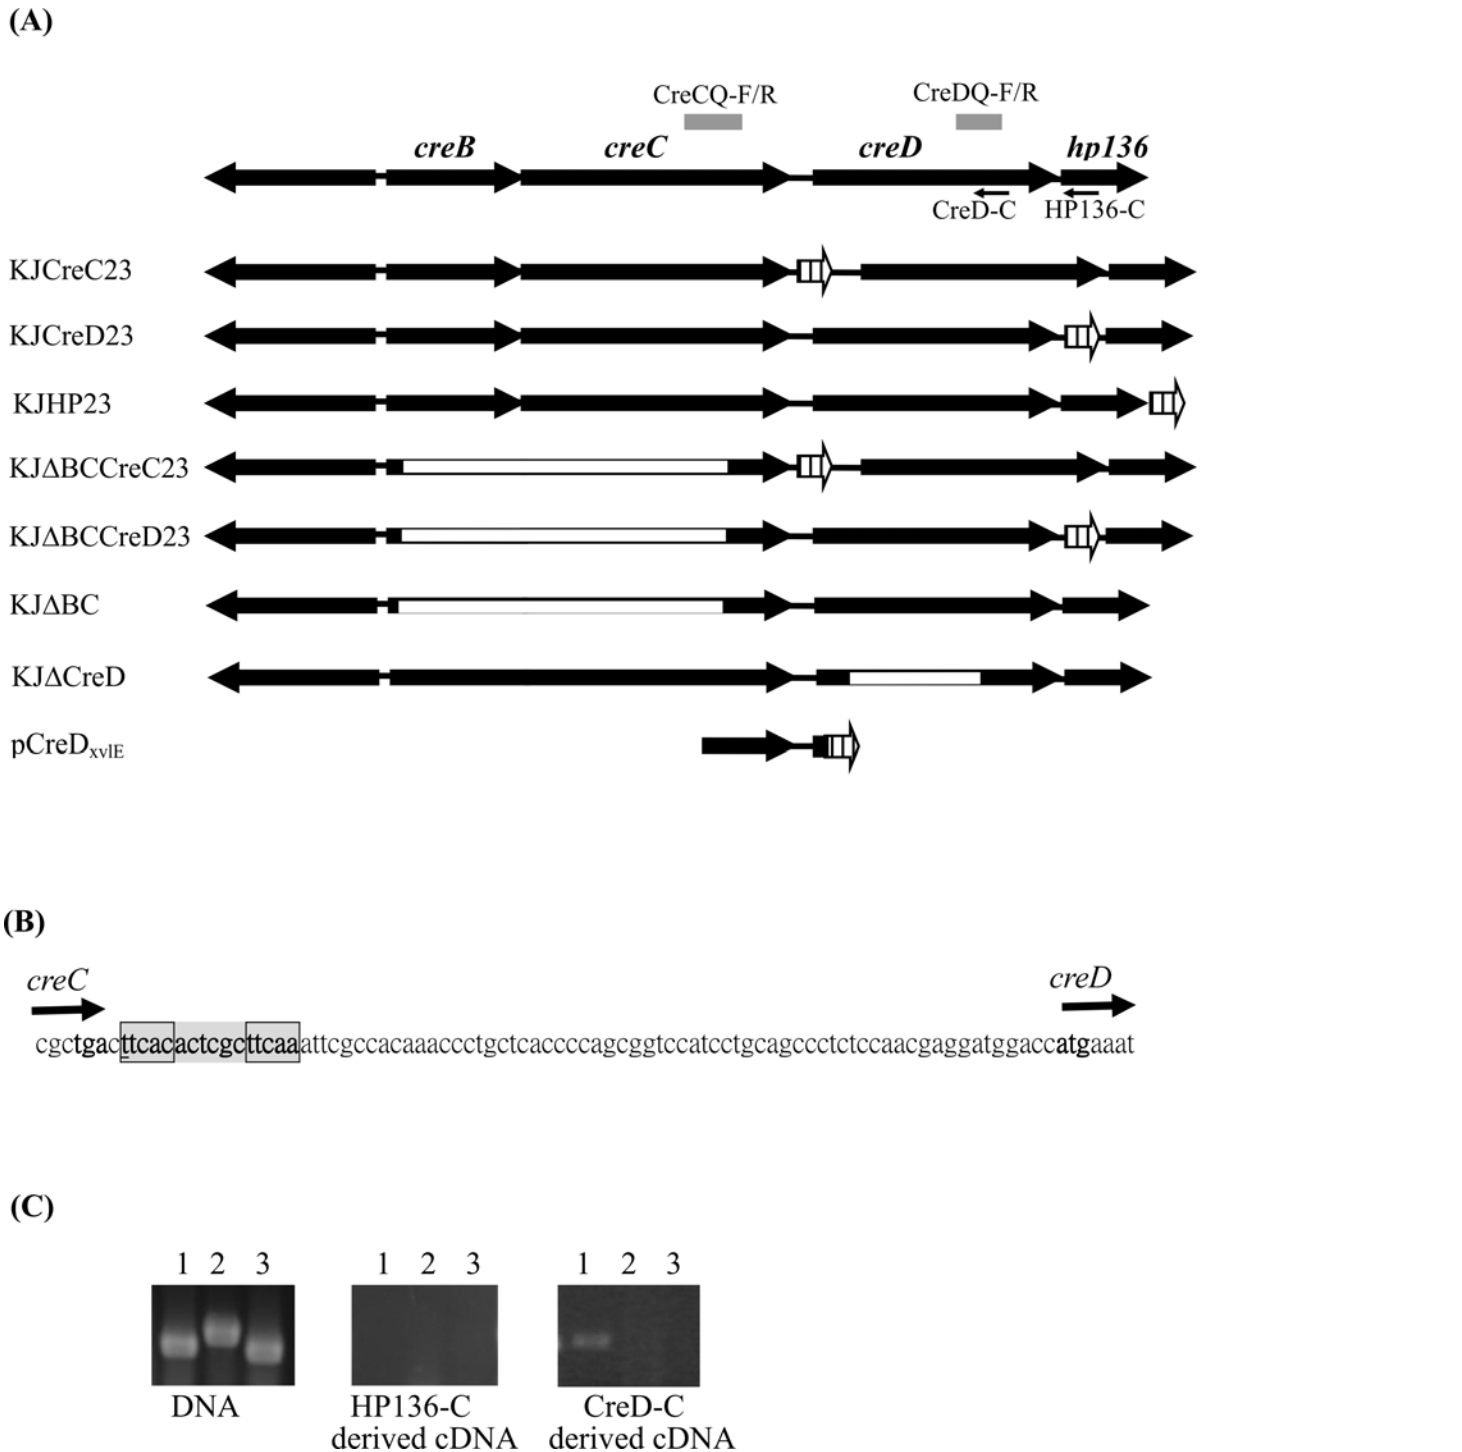 (A)
CreCQ-F/R CreDQ-F/R
creB creC creD hp136
CreD-C HP136-C
KJCreC23
KJCreD23
KJHP23
KJΔBCCreC23
KJΔBCCreD23
KJΔBC
KJΔCreD
pCreDxvlE
(B)
creC creD
cgctgacttcacactcgcttcaaattcgccacaaaccctgctcaccccagcggtccatcctgcagccctctccaacgaggatggaccatgaaat
(C)
1 2 3 1 2 3 1 2 3
DNA HP136-C CreD-C
derived cDNA derived cDNA